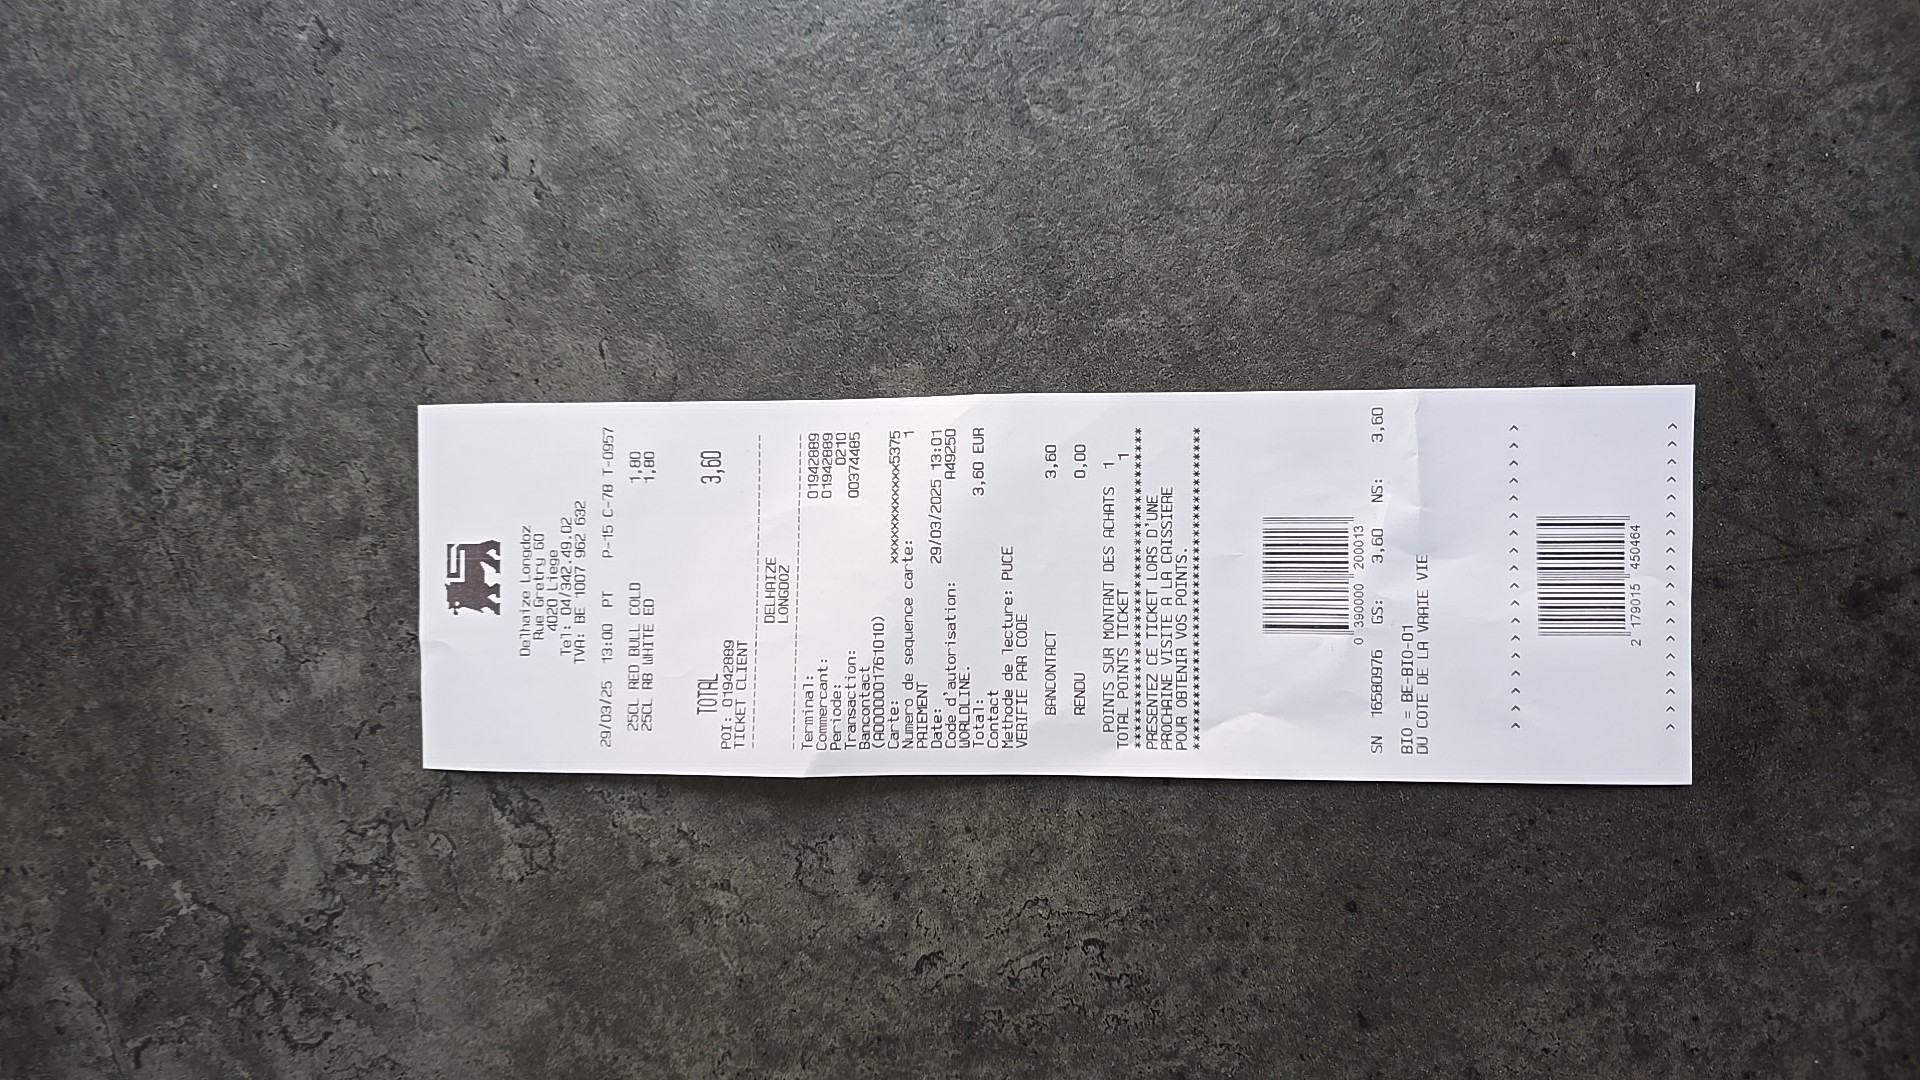 Delhaize Longdoz
Rue Gretry 60
4020 Liege
Tel: 04/342.49.02
TVA: BE 1007 962 632
29/03/25 13:00 PT P-15 C-78 T-0957
25CL RED BULL COLD 1,80
25CL RB WHITE ED 1,80
TOTAL 3,60
POI: 01942889
TICKET CLIENT
DELHAIZE
LONGDOZ
Terminal: 01942889
Commercant: 01942889
Periode: 0210
Transaction: 00374485
Bancontact
(A0000001761010)
Carte: xxxxxxxxxxxxxxx5375
Numero de sequence carte: 1
PAIEMENT
Date: 29/03/2025 13:01
Code d'autorisation: A49250
WORLDLINE.
Total: 3,60 EUR
Contact
Methode de lecture: PUCE
VERIFIE PAR CODE
BANCONTACT 3,60
RENDU 0,00
POINTS SUR MONTANT DES ACHATS 1
TOTAL POINTS TICKET 1
******************************************
PRESENTEZ CE TICKET LORS D'UNE
PROCHAINE VISITE A LA CAISSIERE
POUR OBTENIR VOS POINTS.
******************************************
0 390000 200013
SN 16580976 GS: 3,60 NS: 3,60
BIO = BE-BIO-01
DU COTE DE LA VRAIE VIE
2 179015 450464